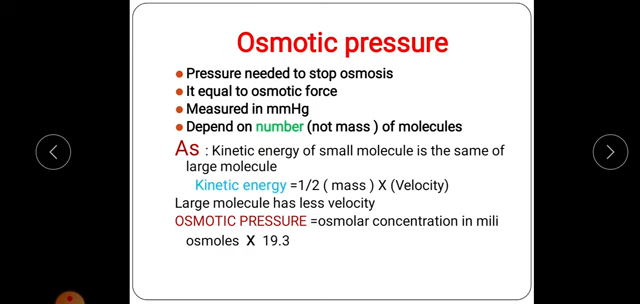 Osmotic pressure
Pressure needed to stop osmosis
It equal to osmotic force
Measured in mmHg
Depend on number (not mass ) of molecules
As : Kinetic energy of small molecule is the same of
large molecule
Kinetic energy =1/2 ( mass ) X (Velocity)
Large molecule has less velocity
OSMOTIC PRESSURE =osmolar concentration in mili
osmoles X 19.3